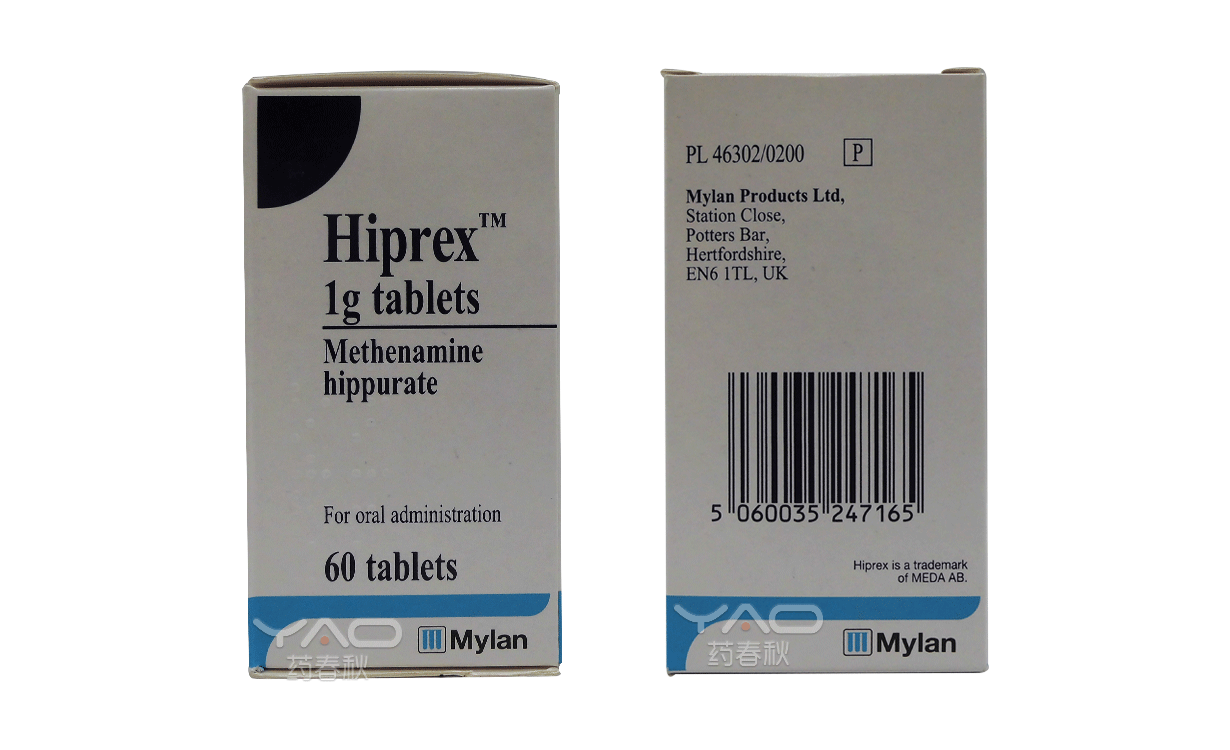 Hiprex™
1g tablets
Methenamine
hippurate
For oral administration
60 tablets
Mylan
YAO
药春秋
PL 46302/0200 P
Mylan Products Ltd,
Station Close,
Potters Bar,
Hertfordshire,
EN6 1TL, UK
5 060035 247165
Hiprex is a trademark
of MEDA AB.
Mylan
YAO
药春秋